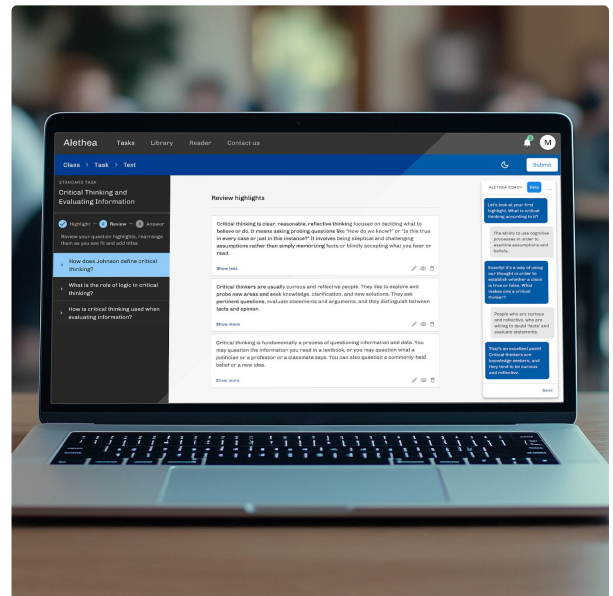 Alethea Tasks Library Reader Contact us M
Class > Task > Text Submit
STANDARD TASK
Critical Thinking and
Evaluating Information
Highlight Review Answer
Review your question highlights, rearrange
them as you see fit and add titles
How does Johnson define critical
thinking?
What is the role of logic in critical
thinking?
How is critical thinking used when
evaluating information?
Review highlights
Critical thinking is clear, reasonable, reflective thinking focused on deciding what to
believe or do. It means asking probing questions like "How do we know?" or "Is this true
in every case or just in this instance?" It involves being skeptical and challenging
assumptions rather than simply memorizing facts or blindly accepting what you hear or
read.
Show less
Critical thinkers are usually curious and reflective people. They like to explore and
probe new areas and seek knowledge, clarification, and new solutions. They ask
pertinent questions, evaluate statements and arguments, and they distinguish between
facts and opinion.
Show more
Critical thinking is fundamentally a process of questioning information and data. You
may question the information you read in a textbook, or you may question what a
politician or a professor or a classmate says. You can also question a commonly-held
belief or a new idea.
Show more
ALETHEA COACH Beta ...
Let's look at your first
highlight. What is critical
thinking according to it?
The ability to use cognitive
processes in order to
examine assumptions and
beliefs.
Exactly! It's a way of using
our thought in order to
establish whether a claim
is true or false. What
makes one a critical
thinker?
People who are curious
and reflective, who are
willing to doubt 'facts' and
evaluate statements.
That's an excellent point!
Critical thinkers are
knowledge seekers, and
they tend to be curious
and reflective.
Send